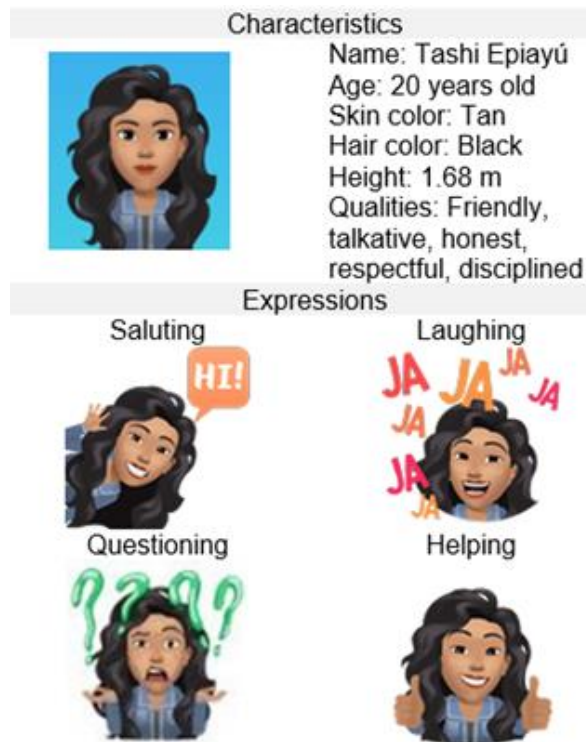 Characteristics
Name: Tashi Epiayú
Age: 20 years old
Skin color: Tan
Hair color: Black
Height: 1.68 m
Qualities: Friendly,
talkative, honest,
respectful, disciplined
Expressions
Saluting
Laughing
HI!
JA JA JA JA
JA
JA
JA
Questioning
Helping
? ? ? ?